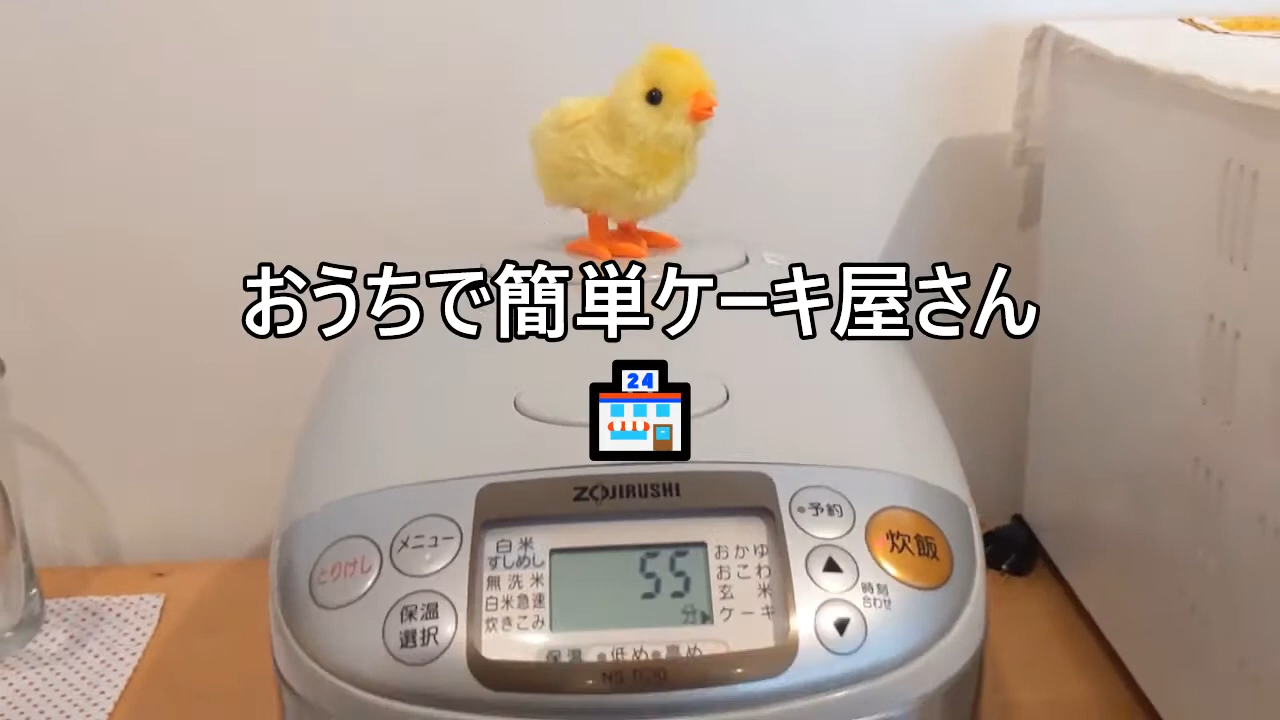 おうちで簡単ケーキ屋さん
24
ZOJIRUSHI
とりけし
メニュー
保温
選択
白米
すしめし
無洗米
白米急速
炊きこみ
55
分
おかゆ
おこわ
玄米
ケーキ
保温 低め 高め
予約
炊飯
時刻
合わせ